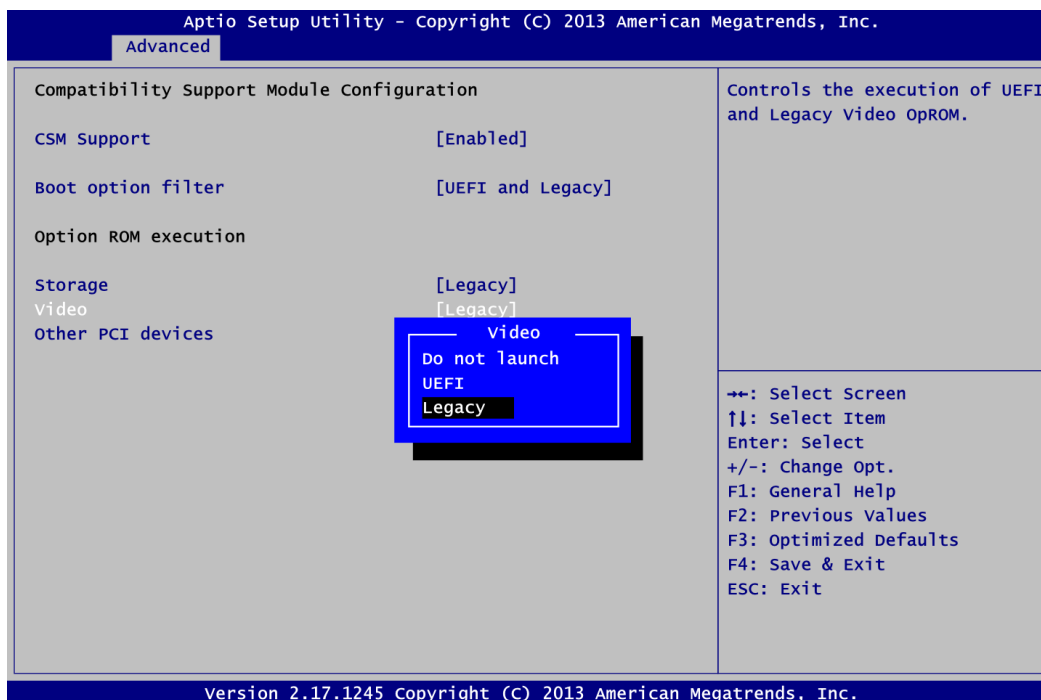 Aptio Setup Utility - Copyright (C) 2013 American Megatrends, Inc.
Advanced
Compatibility Support Module Configuration
CSM Support [Enabled]
Boot option filter [UEFI and Legacy]
Option ROM execution
Storage [Legacy]
Video [Legacy]
Other PCI devices
Video
Do not launch
UEFI
Legacy
Controls the execution of UEFI
and Legacy Video OpROM.
→←: Select Screen
↑↓: Select Item
Enter: Select
+/-: Change Opt.
F1: General Help
F2: Previous Values
F3: Optimized Defaults
F4: Save & Exit
ESC: Exit
Version 2.17.1245 Copyright (C) 2013 American Megatrends, Inc.